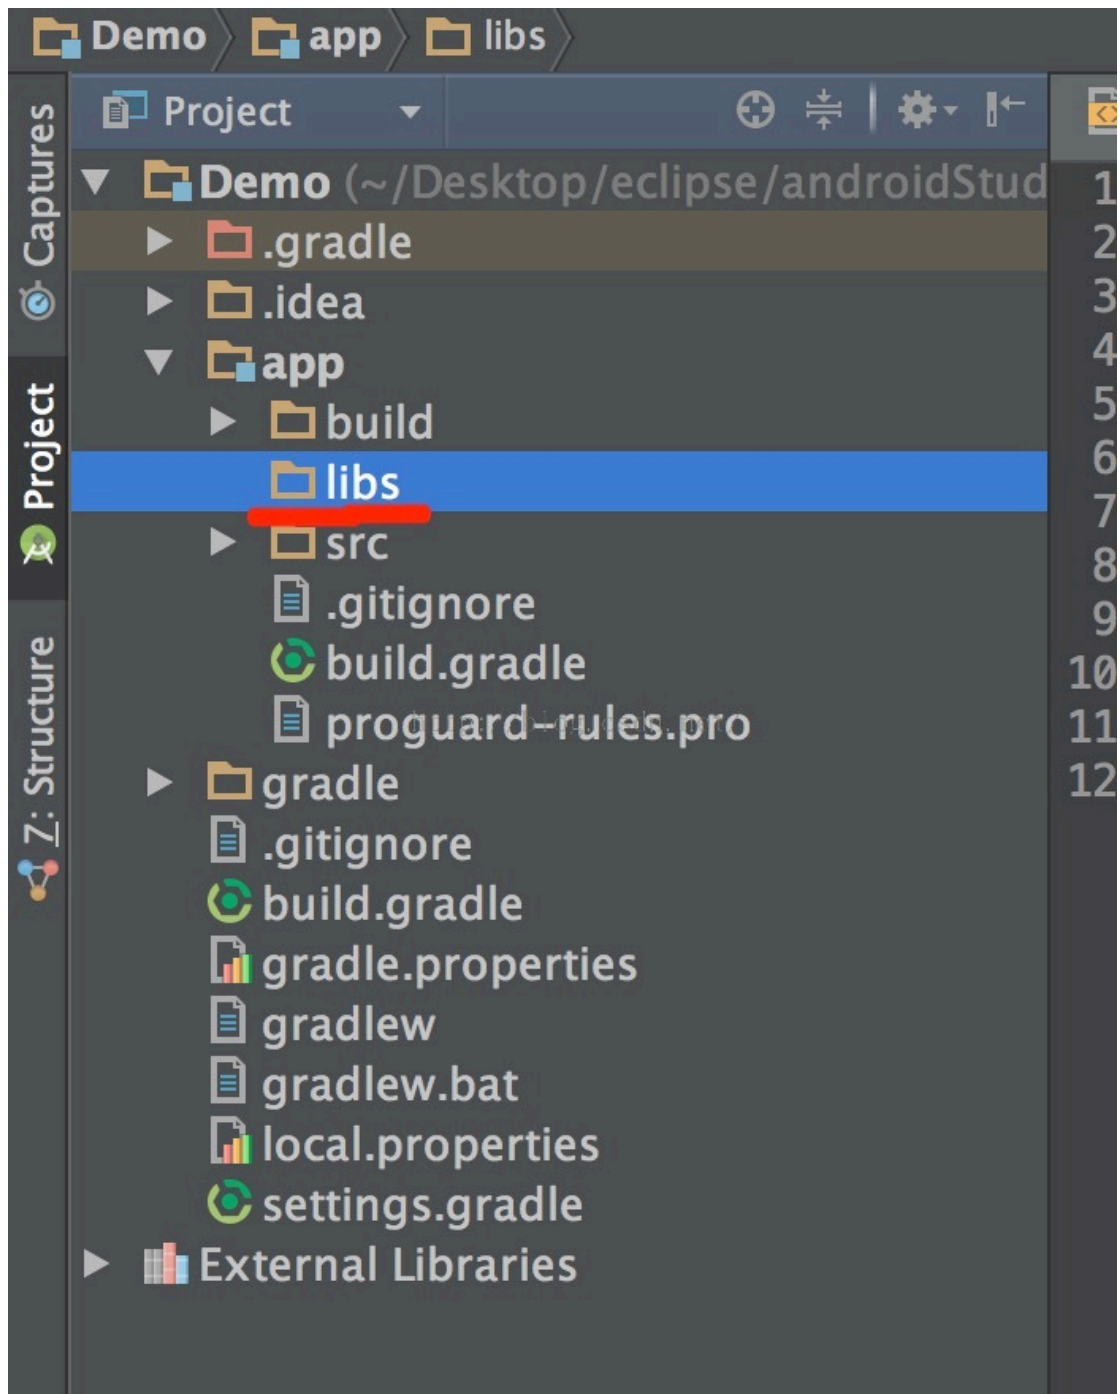 Demo app libs
Project
Captures
Project
7: Structure
Demo (~/Desktop/eclipse/androidStud
.gradle
.idea
app
build
libs
src
.gitignore
build.gradle
proguard-rules.pro
gradle
.gitignore
build.gradle
gradle.properties
gradlew
gradlew.bat
local.properties
settings.gradle
External Libraries
1
2
3
4
5
6
7
8
9
10
11
12